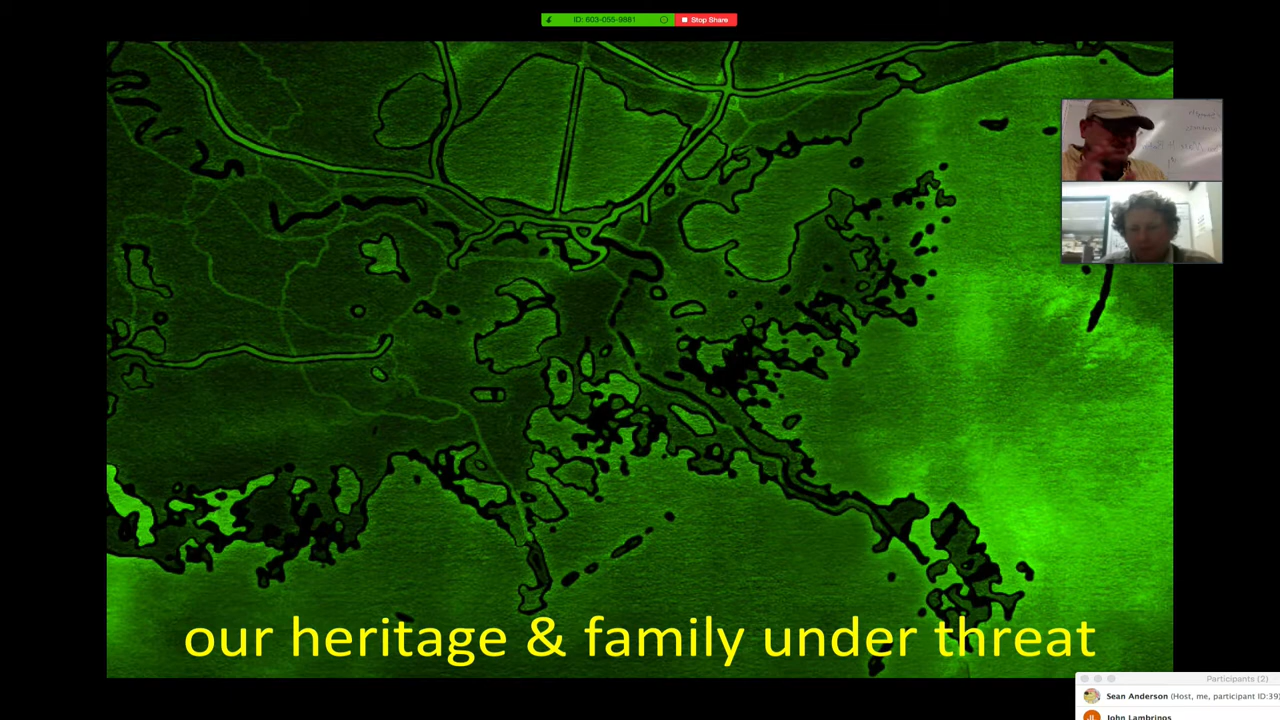 ID: 603-055-9881
Stop Share
our heritage & family under threat
Participants (2)
Sean Anderson (Host, me, participant ID:39
John Lambrinos